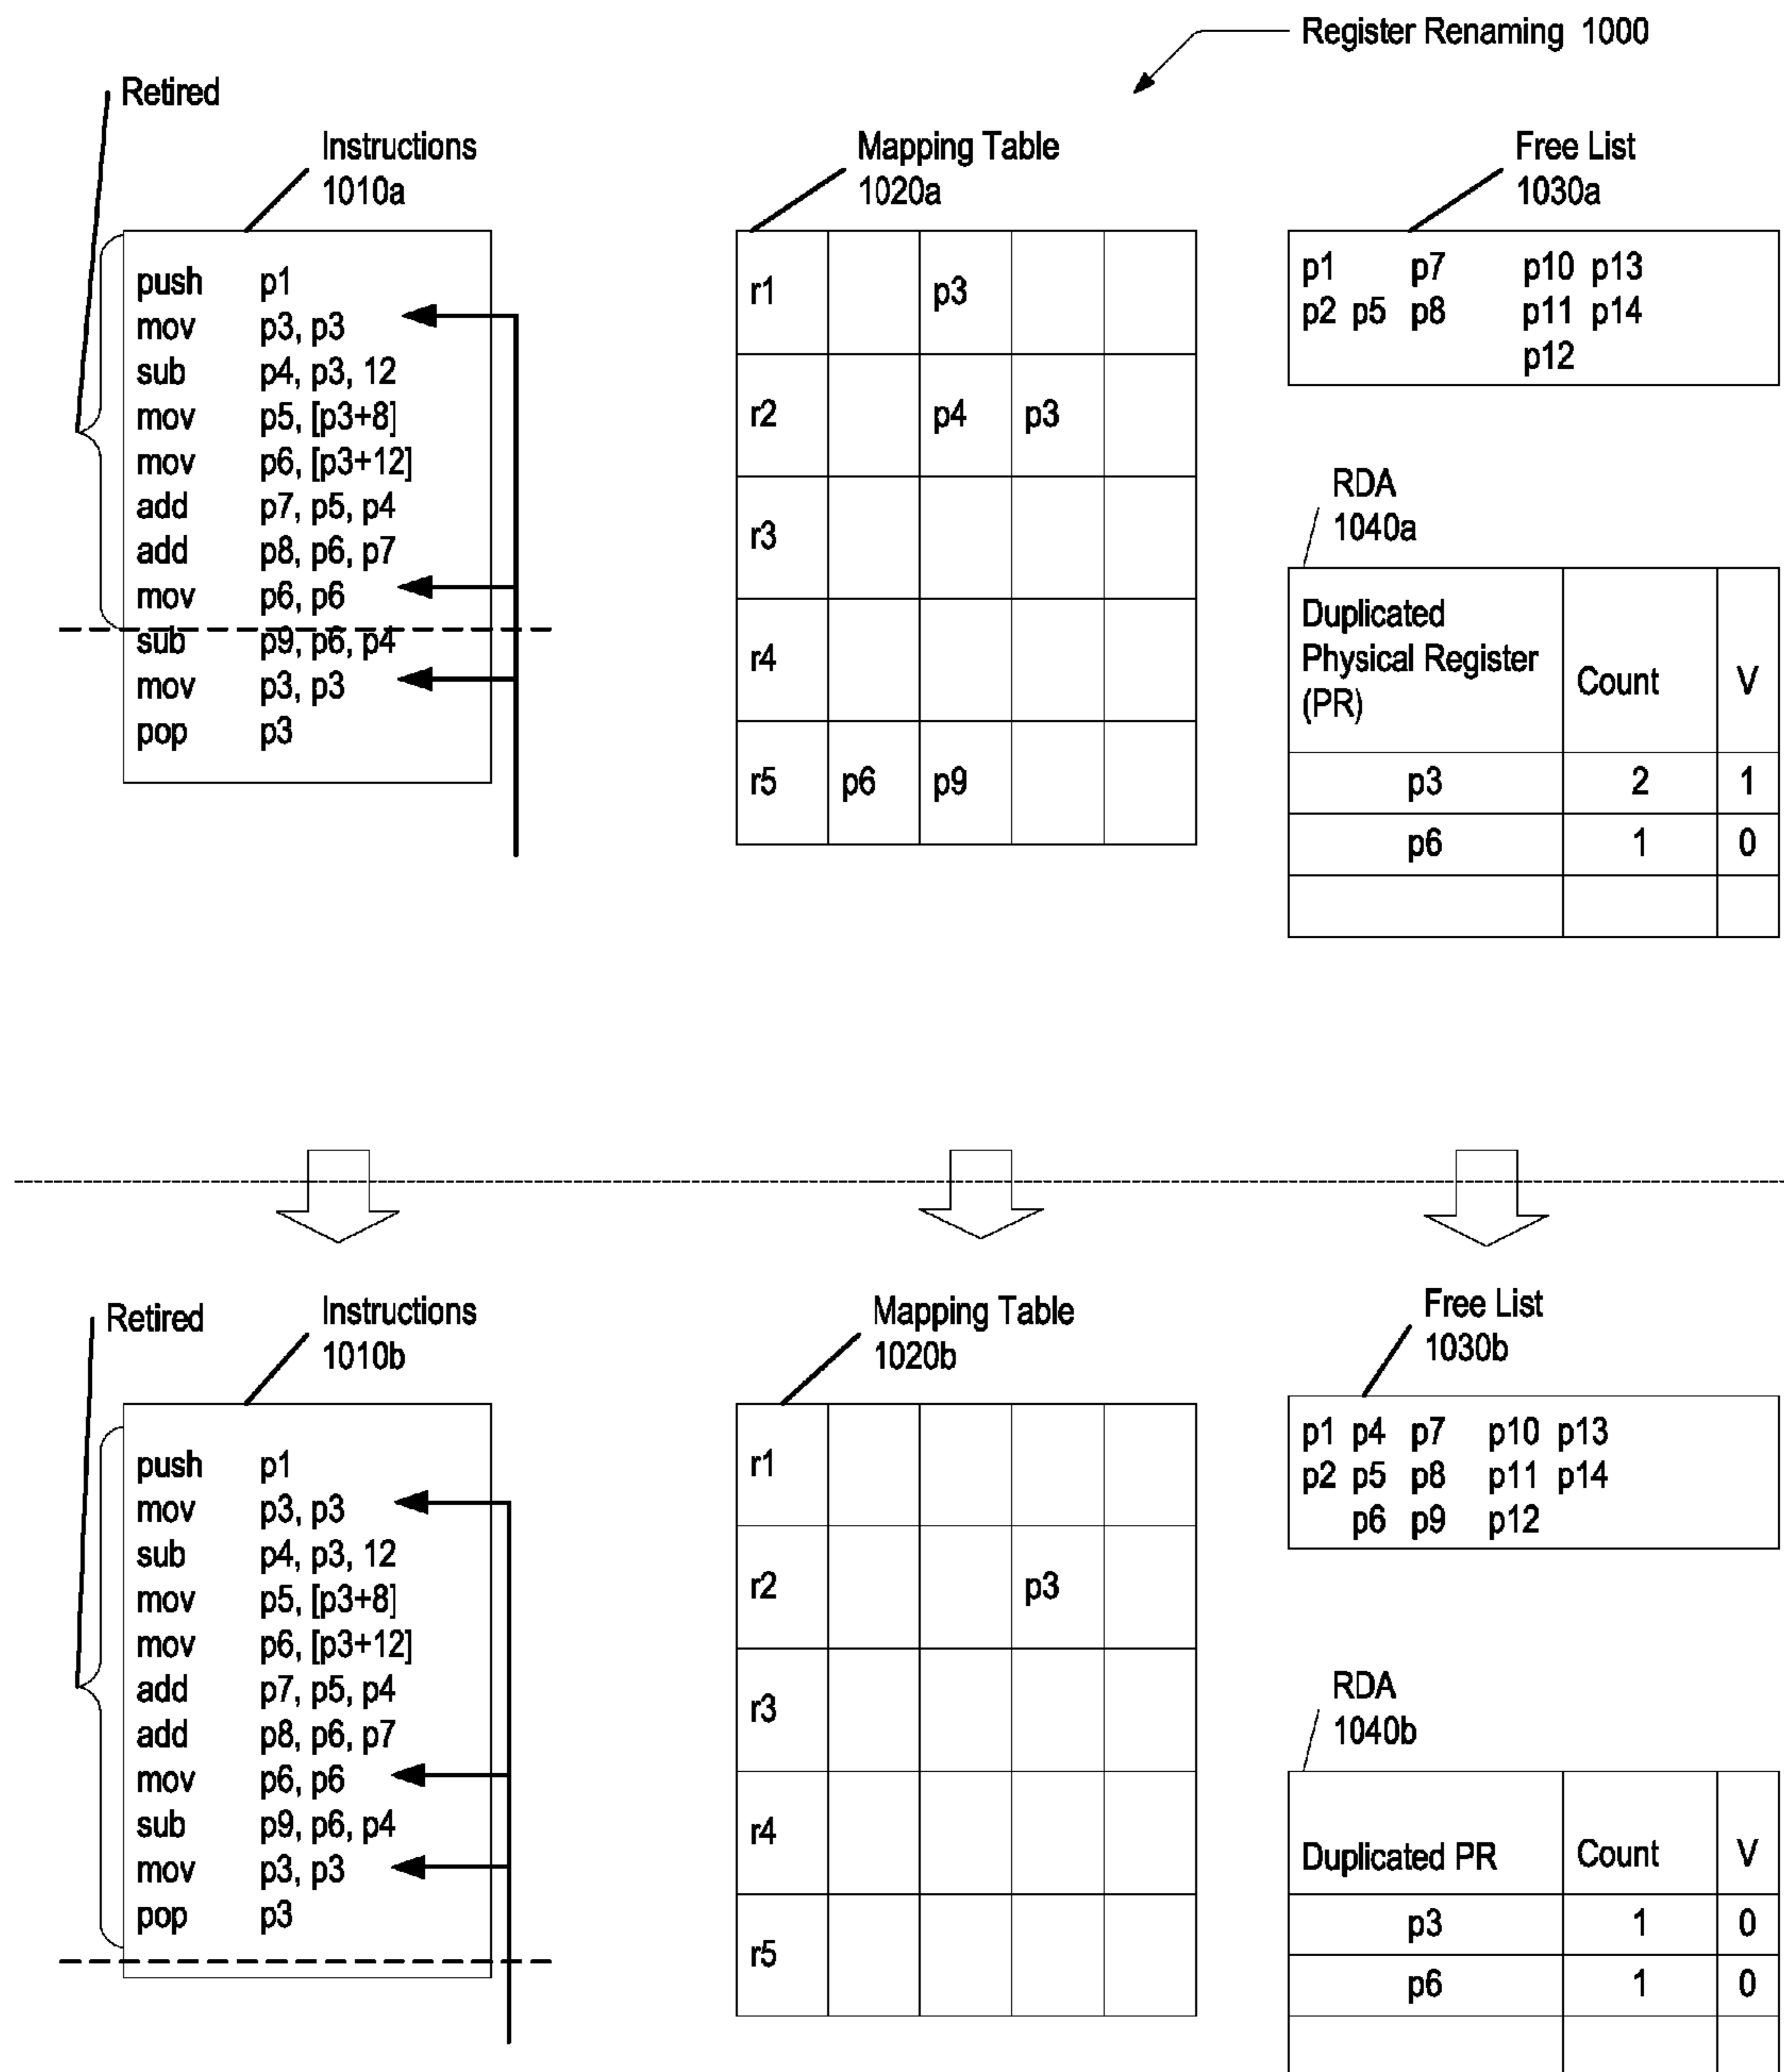 Register Renaming 1000
Retired
Instructions
1010a
push p1
mov p3, p3
sub p4, p3, 12
mov p5, [p3+8]
mov p6, [p3+12]
add p7, p5, p4
add p8, p6, p7
mov p6, p6
sub p9, p6, p4
mov p3, p3
pop p3
Mapping Table
1020a
r1 p3
r2 p4 p3
r3
r4
r5 p6 p9
Free List
1030a
p1 p7 p10 p13
p2 p5 p8 p11 p14
p12
RDA
1040a
Duplicated
Physical Register
(PR)
Count V
p3 2 1
p6 1 0
Retired
Instructions
1010b
push p1
mov p3, p3
sub p4, p3, 12
mov p5, [p3+8]
mov p6, [p3+12]
add p7, p5, p4
add p8, p6, p7
mov p6, p6
sub p9, p6, p4
mov p3, p3
pop p3
Mapping Table
1020b
r1
r2 p3
r3
r4
r5
Free List
1030b
p1 p4 p7 p10 p13
p2 p5 p8 p11 p14
p6 p9 p12
RDA
1040b
Duplicated PR Count V
p3 1 0
p6 1 0